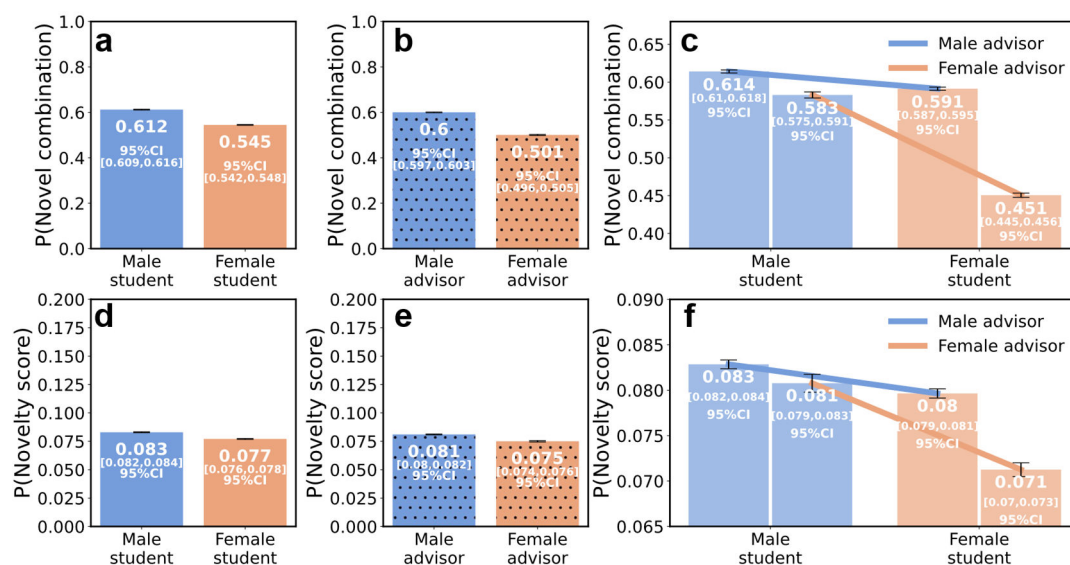 a
P(Novel combination)
1.0
0.8
0.6
0.4
0.2
0.0
0.612
95%CI
[0.609,0.616]
0.545
95%CI
[0.542,0.548]
Male
student
Female
student
b
P(Novel combination)
1.0
0.8
0.6
0.4
0.2
0.0
0.6
95%CI
[0.597,0.603]
0.501
95%CI
[0.496,0.505]
Male
advisor
Female
advisor
c
P(Novel combination)
0.65
0.60
0.55
0.50
0.45
0.40
Male advisor
Female advisor
0.614
[0.61,0.618]
95%CI
0.583
[0.575,0.591]
95%CI
0.591
[0.587,0.595]
95%CI
0.451
[0.445,0.456]
95%CI
Male
student
Female
student
d
P(Novelty score)
0.200
0.175
0.150
0.125
0.100
0.075
0.050
0.025
0.000
0.083
[0.082,0.084]
95%CI
0.077
[0.076,0.078]
95%CI
Male
student
Female
student
e
P(Novelty score)
0.200
0.175
0.150
0.125
0.100
0.075
0.050
0.025
0.000
0.081
[0.08,0.082]
95%CI
0.075
[0.074,0.076]
95%CI
Male
advisor
Female
advisor
f
P(Novelty score)
0.090
0.085
0.080
0.075
0.070
0.065
Male advisor
Female advisor
0.083
[0.082,0.084]
95%CI
0.081
[0.079,0.083]
95%CI
0.08
[0.079,0.081]
95%CI
0.071
[0.07,0.073]
95%CI
Male
student
Female
student